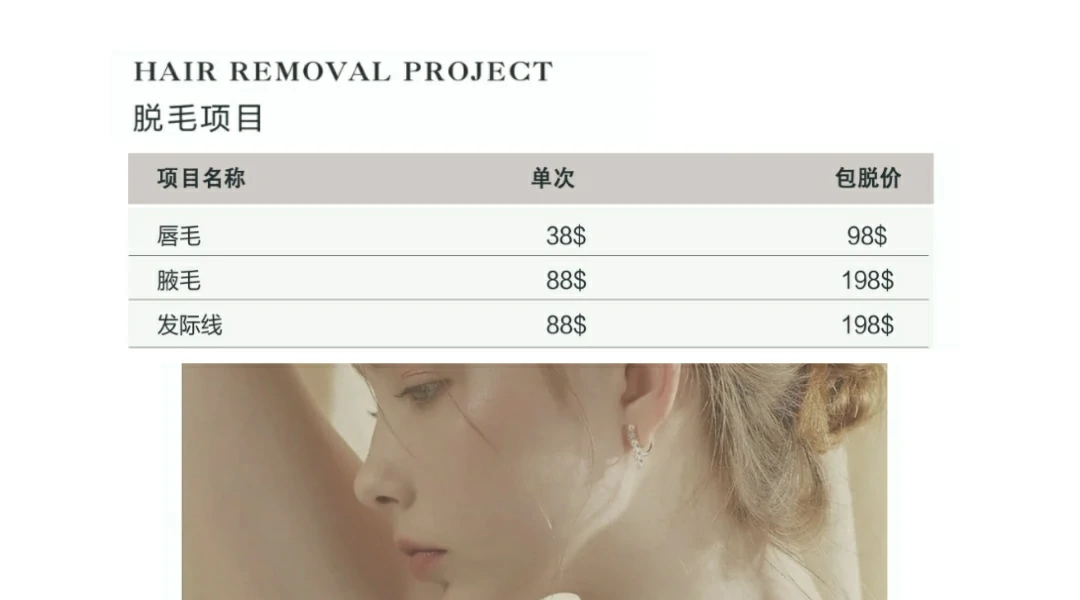 HAIR REMOVAL PROJECT
脱毛项目
项目名称 单次 包脱价
唇毛 38$ 98$
腋毛 88$ 198$
发际线 88$ 198$